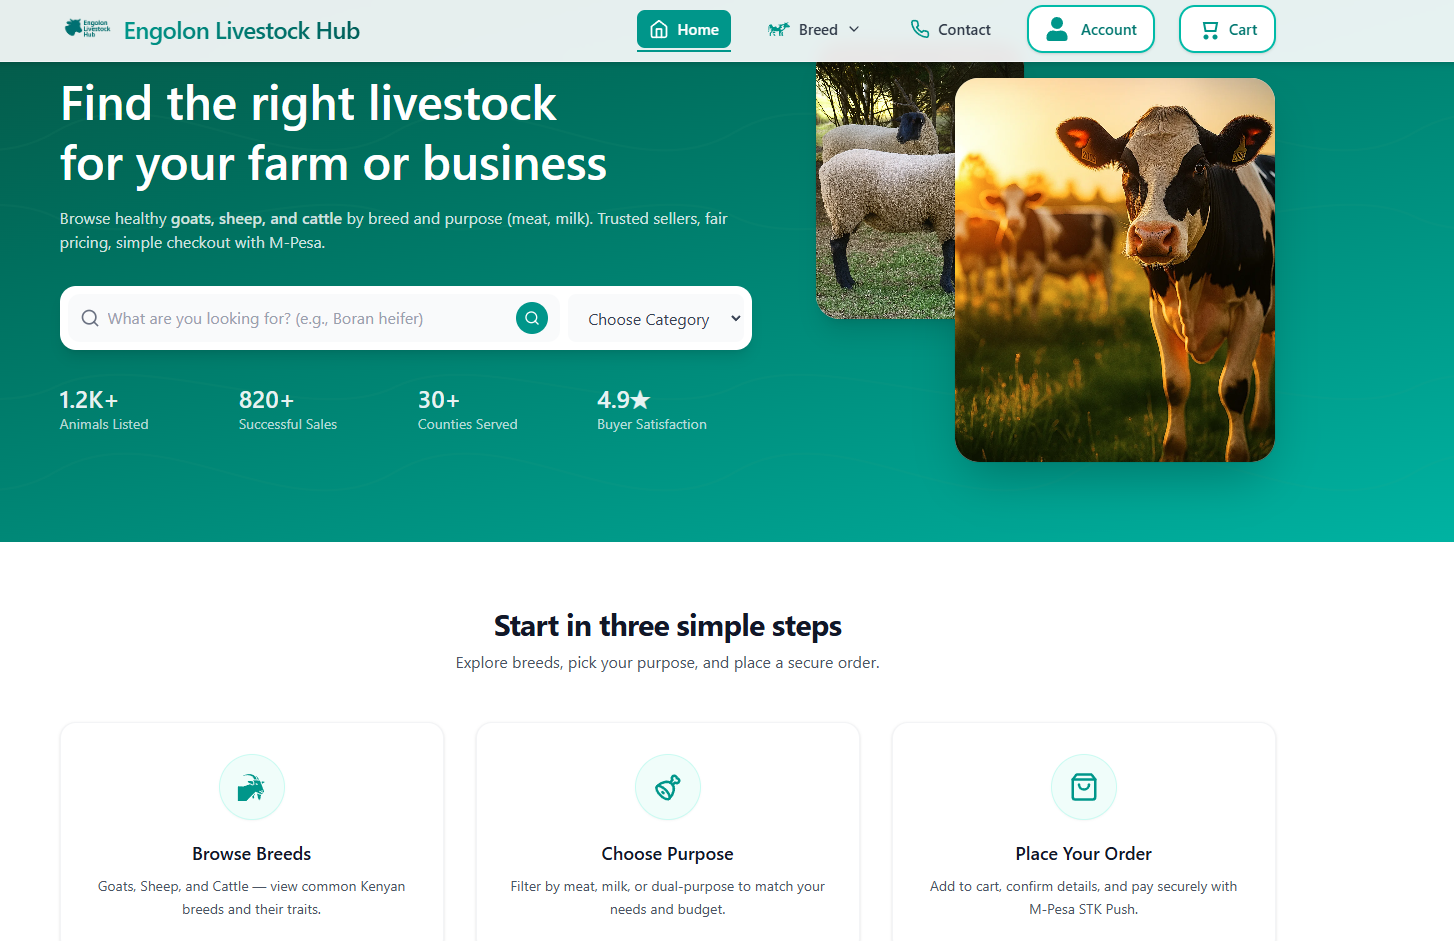 Engolon
Livestock
Hub
Engolon Livestock Hub
Home
Breed
Contact
Account
Cart
Find the right livestock
for your farm or business
Browse healthy goats, sheep, and cattle by breed and purpose (meat, milk). Trusted sellers, fair
pricing, simple checkout with M-Pesa.
What are you looking for? (e.g., Boran heifer)
Choose Category
1.2K+
Animals Listed
820+
Successful Sales
30+
Counties Served
4.9★
Buyer Satisfaction
Start in three simple steps
Explore breeds, pick your purpose, and place a secure order.
Browse Breeds
Goats, Sheep, and Cattle — view common Kenyan
breeds and their traits.
Choose Purpose
Filter by meat, milk, or dual-purpose to match your
needs and budget.
Place Your Order
Add to cart, confirm details, and pay securely with
M-Pesa STK Push.